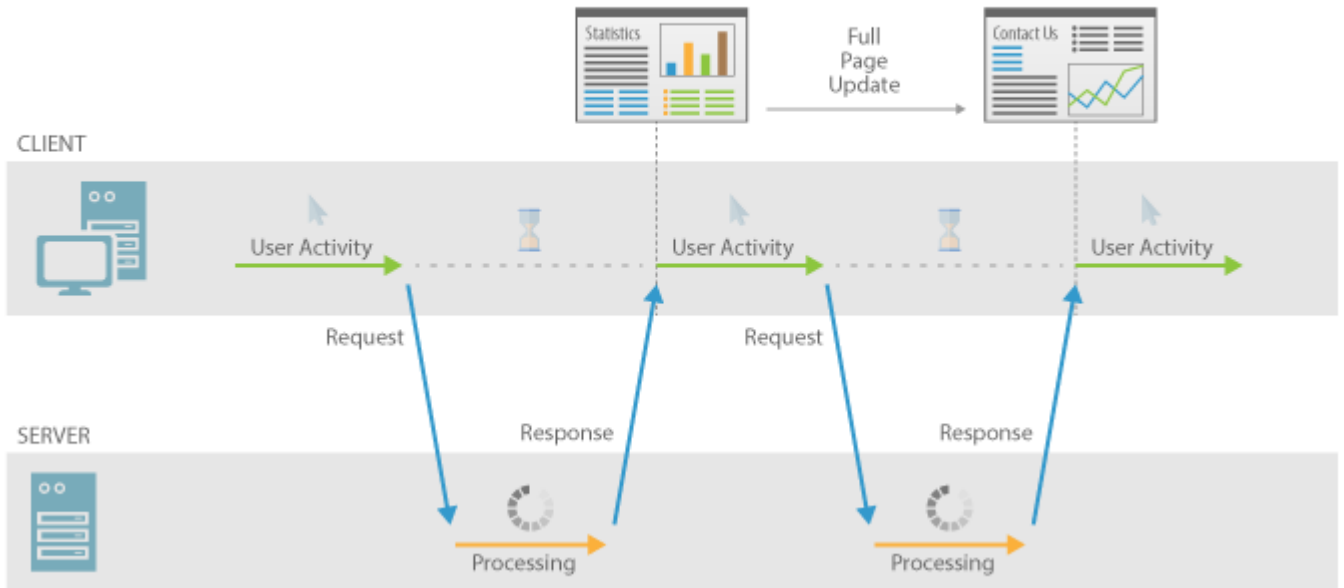 Statistics
Full
Page
Update
Contact Us
CLIENT
User Activity
User Activity
User Activity
Request
Request
SERVER
Response
Response
Processing
Processing